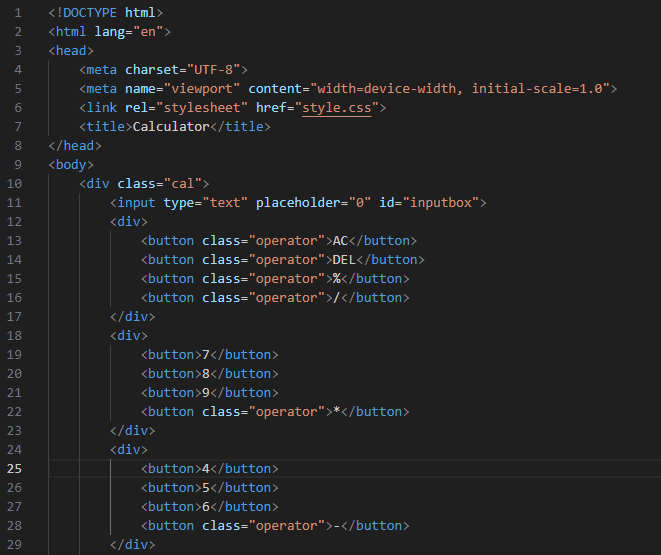 1 <!DOCTYPE html>
2 <html lang="en">
3 <head>
4 <meta charset="UTF-8">
5 <meta name="viewport" content="width=device-width, initial-scale=1.0">
6 <link rel="stylesheet" href="style.css">
7 <title>Calculator</title>
8 </head>
9 <body>
10 <div class="cal">
11 <input type="text" placeholder="0" id="inputbox">
12 <div>
13 <button class="operator">AC</button>
14 <button class="operator">DEL</button>
15 <button class="operator">%</button>
16 <button class="operator">/</button>
17 </div>
18 <div>
19 <button>7</button>
20 <button>8</button>
21 <button>9</button>
22 <button class="operator">*</button>
23 </div>
24 <div>
25 <button>4</button>
26 <button>5</button>
27 <button>6</button>
28 <button class="operator">-</button>
29 </div>